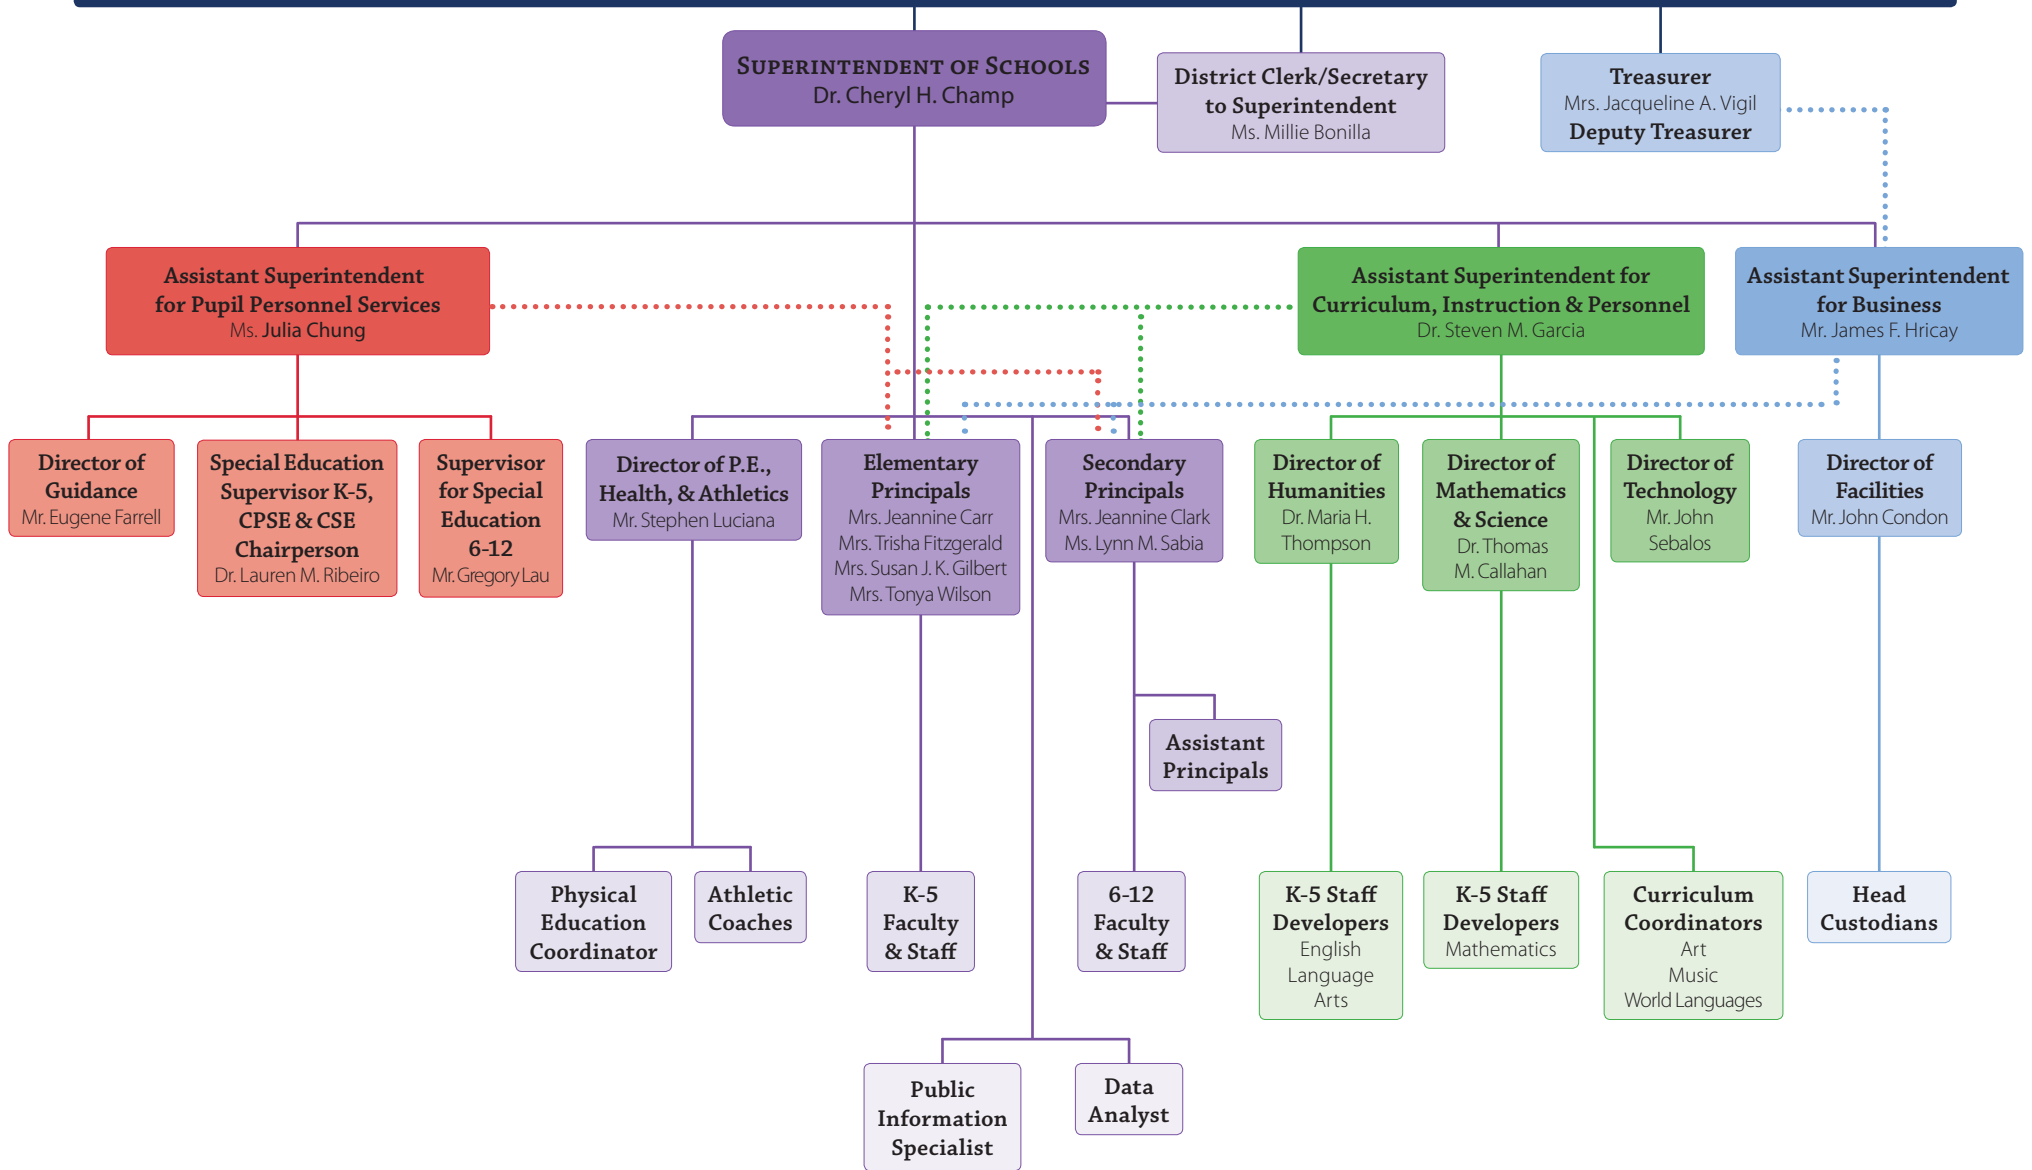 SUPERINTENDENT OF SCHOOLS
Dr. Cheryl H. Champ
District Clerk/Secretary
to Superintendent
Ms. Millie Bonilla
Treasurer
Mrs. Jacqueline A. Vigil
Deputy Treasurer
Assistant Superintendent
for Pupil Personnel Services
Ms. Julia Chung
Assistant Superintendent for
Curriculum, Instruction & Personnel
Dr. Steven M. Garcia
Assistant Superintendent
for Business
Mr. James F. Hricay
Director of
Guidance
Mr. Eugene Farrell
Special Education
Supervisor K-5,
CPSE & CSE
Chairperson
Dr. Lauren M. Ribeiro
Supervisor
for Special
Education
6-12
Mr. Gregory Lau
Director of P.E.,
Health, & Athletics
Mr. Stephen Luciana
Elementary
Principals
Mrs. Jeannine Carr
Mrs. Trisha Fitzgerald
Mrs. Susan J. K. Gilbert
Mrs. Tonya Wilson
Secondary
Principals
Mrs. Jeannine Clark
Ms. Lynn M. Sabia
Director of
Humanities
Dr. Maria H.
Thompson
Director of
Mathematics
& Science
Dr. Thomas
M. Callahan
Director of
Technology
Mr. John
Sebalos
Director of
Facilities
Mr. John Condon
Assistant
Principals
Physical
Education
Coordinator
Athletic
Coaches
K-5
Faculty
& Staff
6-12
Faculty
& Staff
K-5 Staff
Developers
English
Language
Arts
K-5 Staff
Developers
Mathematics
Curriculum
Coordinators
Art
Music
World Languages
Head
Custodians
Public
Information
Specialist
Data
Analyst